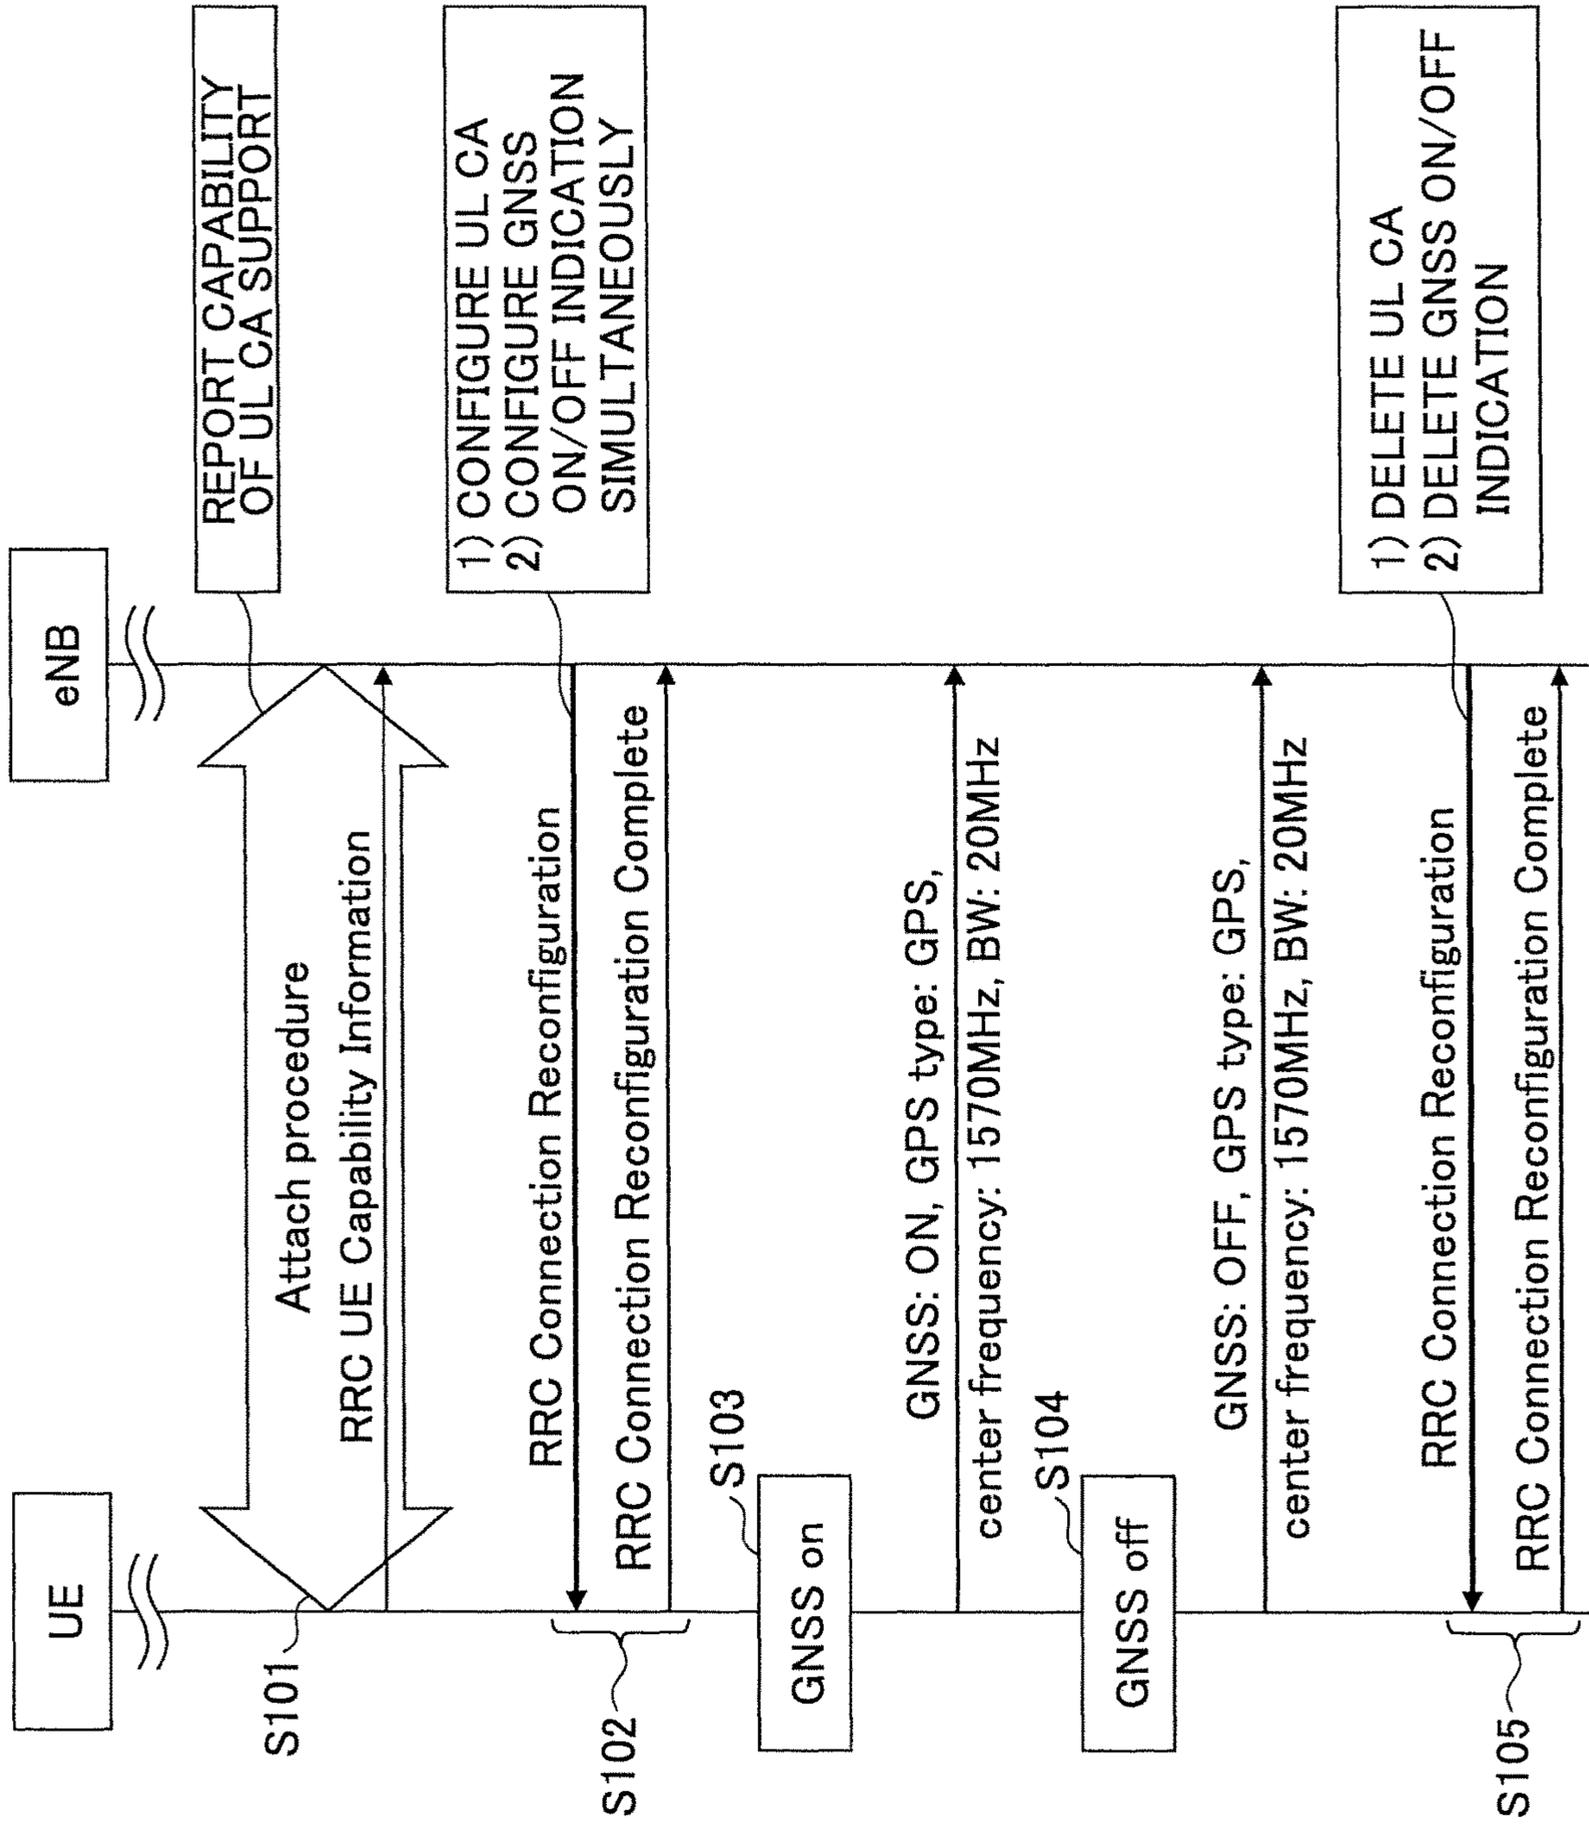 UE
eNB
S101
Attach procedure
RRC UE Capability Information
REPORT CAPABILITY
OF UL CA SUPPORT
S102
RRC Connection Reconfiguration
RRC Connection Reconfiguration Complete
1) CONFIGURE UL CA
2) CONFIGURE GNSS
ON/OFF INDICATION
SIMULTANEOUSLY
S103
GNSS on
GNSS: ON, GPS type: GPS,
center frequency: 1570MHz, BW: 20MHz
S104
GNSS off
GNSS: OFF, GPS type: GPS,
center frequency: 1570MHz, BW: 20MHz
S105
RRC Connection Reconfiguration
RRC Connection Reconfiguration Complete
1) DELETE UL CA
2) DELETE GNSS ON/OFF
INDICATION